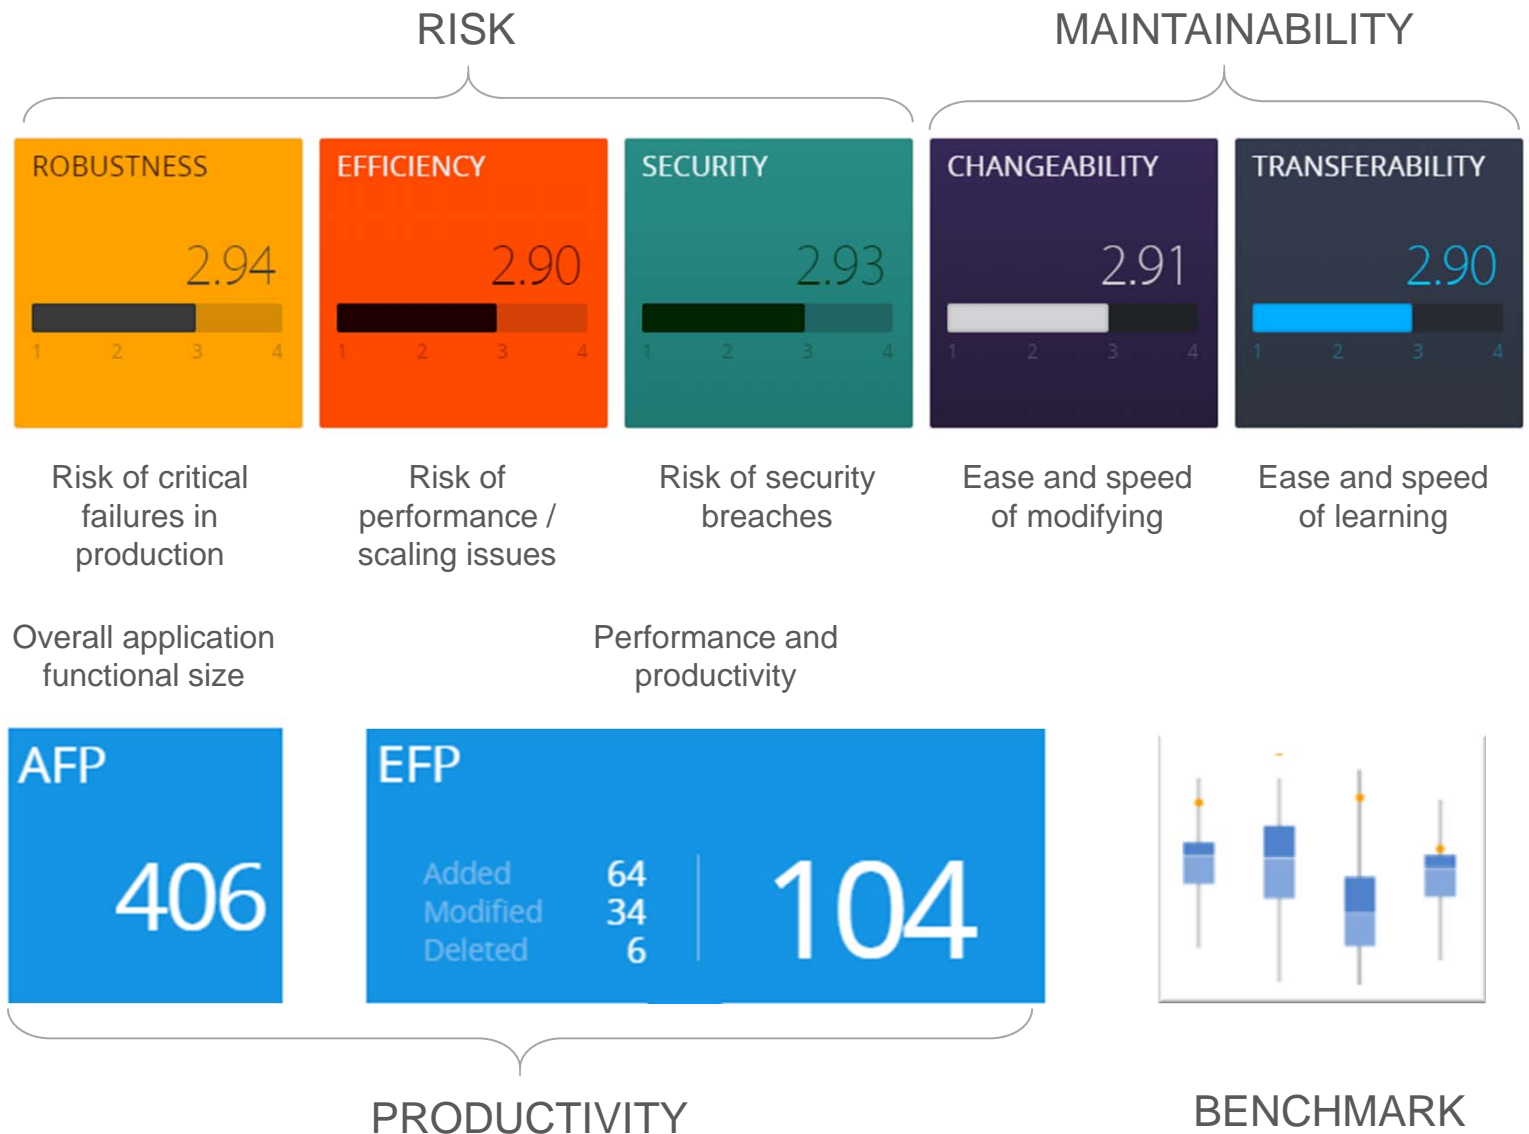 RISK
MAINTAINABILITY
ROBUSTNESS
2.94
1 2 3 4
EFFICIENCY
2.90
1 2 3 4
SECURITY
2.93
1 2 3 4
CHANGEABILITY
2.91
1 2 3 4
TRANSFERABILITY
2.90
1 2 3 4
Risk of critical
failures in
production
Risk of
performance /
scaling issues
Risk of security
breaches
Ease and speed
of modifying
Ease and speed
of learning
Overall application
functional size
Performance and
productivity
AFP
406
EFP
Added 64
Modified 34
Deleted 6
104
PRODUCTIVITY
BENCHMARK